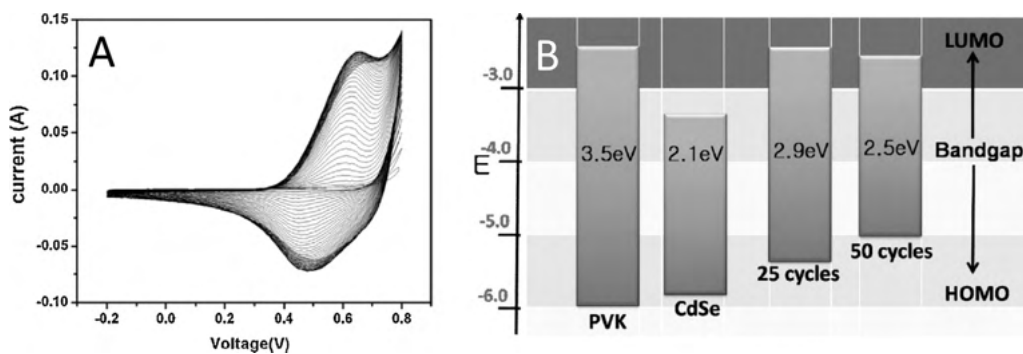 A
current (A)
0.15
0.10
0.05
0.00
-0.05
-0.10
-0.2
0.0
0.2
0.4
0.6
0.8
Voltage(V)
B
E
-3.0
-4.0
-5.0
-6.0
3.5eV
2.1eV
2.9eV
2.5eV
PVK
CdSe
25 cycles
50 cycles
LUMO
Bandgap
HOMO